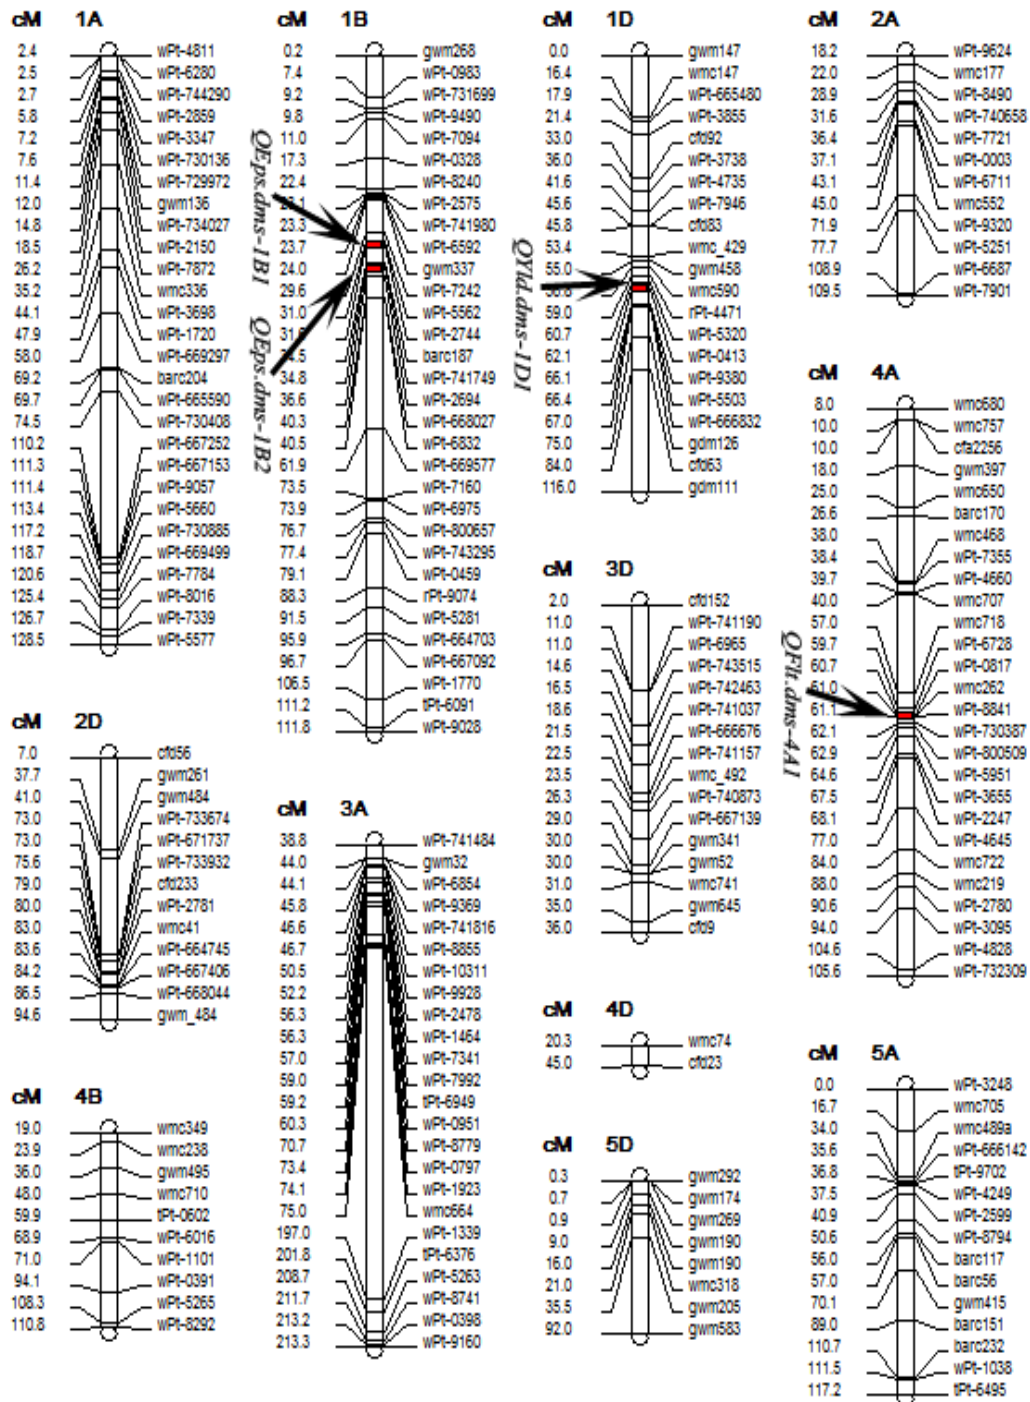 cM 1A
2.4 wPt-4811
2.5 wPt-6280
2.7 wPt-744290
5.8 wPt-2859
7.2 wPt-3347
7.6 wPt-730136
11.4 wPt-729972
12.0 gwm136
14.8 wPt-734027
18.5 wPt-2150
26.2 wPt-7872
35.2 wmc336
44.1 wPt-3698
47.9 wPt-1720
58.0 wPt-669297
69.2 barc204
69.7 wPt-665590
74.5 wPt-730408
110.2 wPt-667252
111.3 wPt-667153
111.4 wPt-9057
113.4 wPt-5660
117.2 wPt-730885
118.7 wPt-669499
120.6 wPt-7784
125.4 wPt-8016
126.7 wPt-7339
128.5 wPt-5577
cM 2D
7.0 cfd56
37.7 gwm261
41.0 gwm484
73.0 wPt-733674
73.0 wPt-671737
75.6 wPt-733932
79.0 cfd233
80.0 wPt-2781
83.0 wmc41
83.6 wPt-664745
84.2 wPt-667406
86.5 wPt-668044
94.6 gwm_484
cM 4B
19.0 wmc349
23.9 wmc238
36.0 gwm495
48.0 wmc710
59.9 tPt-0602
68.9 wPt-6016
71.0 wPt-1101
94.1 wPt-0391
108.3 wPt-5265
110.8 wPt-8292
cM 1B
0.2 gwm268
7.4 wPt-0983
9.2 wPt-731699
9.8 wPt-9490
11.0 wPt-7094
17.3 wPt-0328
22.4 wPt-8240
wPt-2575
23.3 wPt-741980
23.7 wPt-6592
24.0 gwm337
29.6 wPt-7242
31.0 wPt-5562
wPt-2744
barc187
34.8 wPt-741749
36.6 wPt-2694
40.3 wPt-668027
40.5 wPt-6832
61.9 wPt-669577
73.5 wPt-7160
73.9 wPt-6975
76.7 wPt-800657
77.4 wPt-743295
79.1 wPt-0459
88.3 rPt-9074
91.5 wPt-5281
95.9 wPt-664703
96.7 wPt-667092
106.5 wPt-1770
111.2 tPt-6091
111.8 wPt-9028
QEps.dms-1B1
QEps.dms-1B2
cM 3A
38.8 wPt-741484
44.0 gwm32
44.1 wPt-6854
45.8 wPt-9369
46.6 wPt-741816
46.7 wPt-8855
50.5 wPt-10311
52.2 wPt-9928
56.3 wPt-2478
56.3 wPt-1464
57.0 wPt-7341
59.0 wPt-7992
59.2 tPt-6949
60.3 wPt-0951
70.7 wPt-8779
73.4 wPt-0797
74.1 wPt-1923
75.0 wmc664
197.0 wPt-1339
201.8 tPt-6376
208.7 wPt-5263
211.7 wPt-8741
213.2 wPt-0398
213.3 wPt-9160
cM 1D
0.0 gwm147
16.4 wmc147
17.9 wPt-665480
21.4 wPt-3855
33.0 cfd92
36.0 wPt-3738
41.6 wPt-4735
45.6 wPt-7946
45.8 cfd83
53.4 wmc_429
55.0 gwm458
wmc590
59.0 rPt-4471
60.7 wPt-5320
62.1 wPt-0413
66.1 wPt-9380
66.4 wPt-5503
67.0 wPt-666832
75.0 gdm126
84.0 cfd63
116.0 gdm111
QYld.dms-1D1
cM 3D
2.0 cfd152
11.0 wPt-741190
11.0 wPt-6965
14.6 wPt-743515
16.5 wPt-742463
18.6 wPt-741037
21.5 wPt-666676
22.5 wPt-741157
23.5 wmc_492
26.3 wPt-740873
29.0 wPt-667139
30.0 gwm341
30.0 gwm52
31.0 wmc741
35.0 gwm645
36.0 cfd9
cM 4D
20.3 wmc74
45.0 cfd23
cM 5D
0.3 gwm292
0.7 gwm174
0.9 gwm269
9.0 gwm190
16.0 gwm190
21.0 wmc318
35.5 gwm205
92.0 gwm583
cM 2A
18.2 wPt-9624
22.0 wmc177
28.9 wPt-8490
31.6 wPt-740658
36.4 wPt-7721
37.1 wPt-0003
43.1 wPt-6711
45.0 wmc552
71.9 wPt-9320
77.7 wPt-5251
108.9 wPt-6687
109.5 wPt-7901
cM 4A
8.0 wmc680
10.0 wmc757
10.0 cfa2256
18.0 gwm397
25.0 wmc650
26.6 barc170
38.0 wmc468
38.4 wPt-7355
39.7 wPt-4660
40.0 wmc707
57.0 wmc718
59.7 wPt-6728
60.7 wPt-0817
61.0 wmc262
61.1 wPt-8841
62.1 wPt-730387
62.9 wPt-800509
64.6 wPt-5951
67.5 wPt-3655
68.1 wPt-2247
77.0 wPt-4645
84.0 wmc722
88.0 wmc219
90.6 wPt-2780
94.0 wPt-3095
104.6 wPt-4828
105.6 wPt-732309
QFlt.dms-4A1
cM 5A
0.0 wPt-3248
16.7 wmc705
34.0 wmc489a
35.6 wPt-666142
36.8 tPt-9702
37.5 wPt-4249
40.9 wPt-2599
50.6 wPt-8794
56.0 barc117
57.0 barc56
70.1 gwm415
89.0 barc151
110.7 barc232
111.5 wPt-1038
117.2 tPt-6495